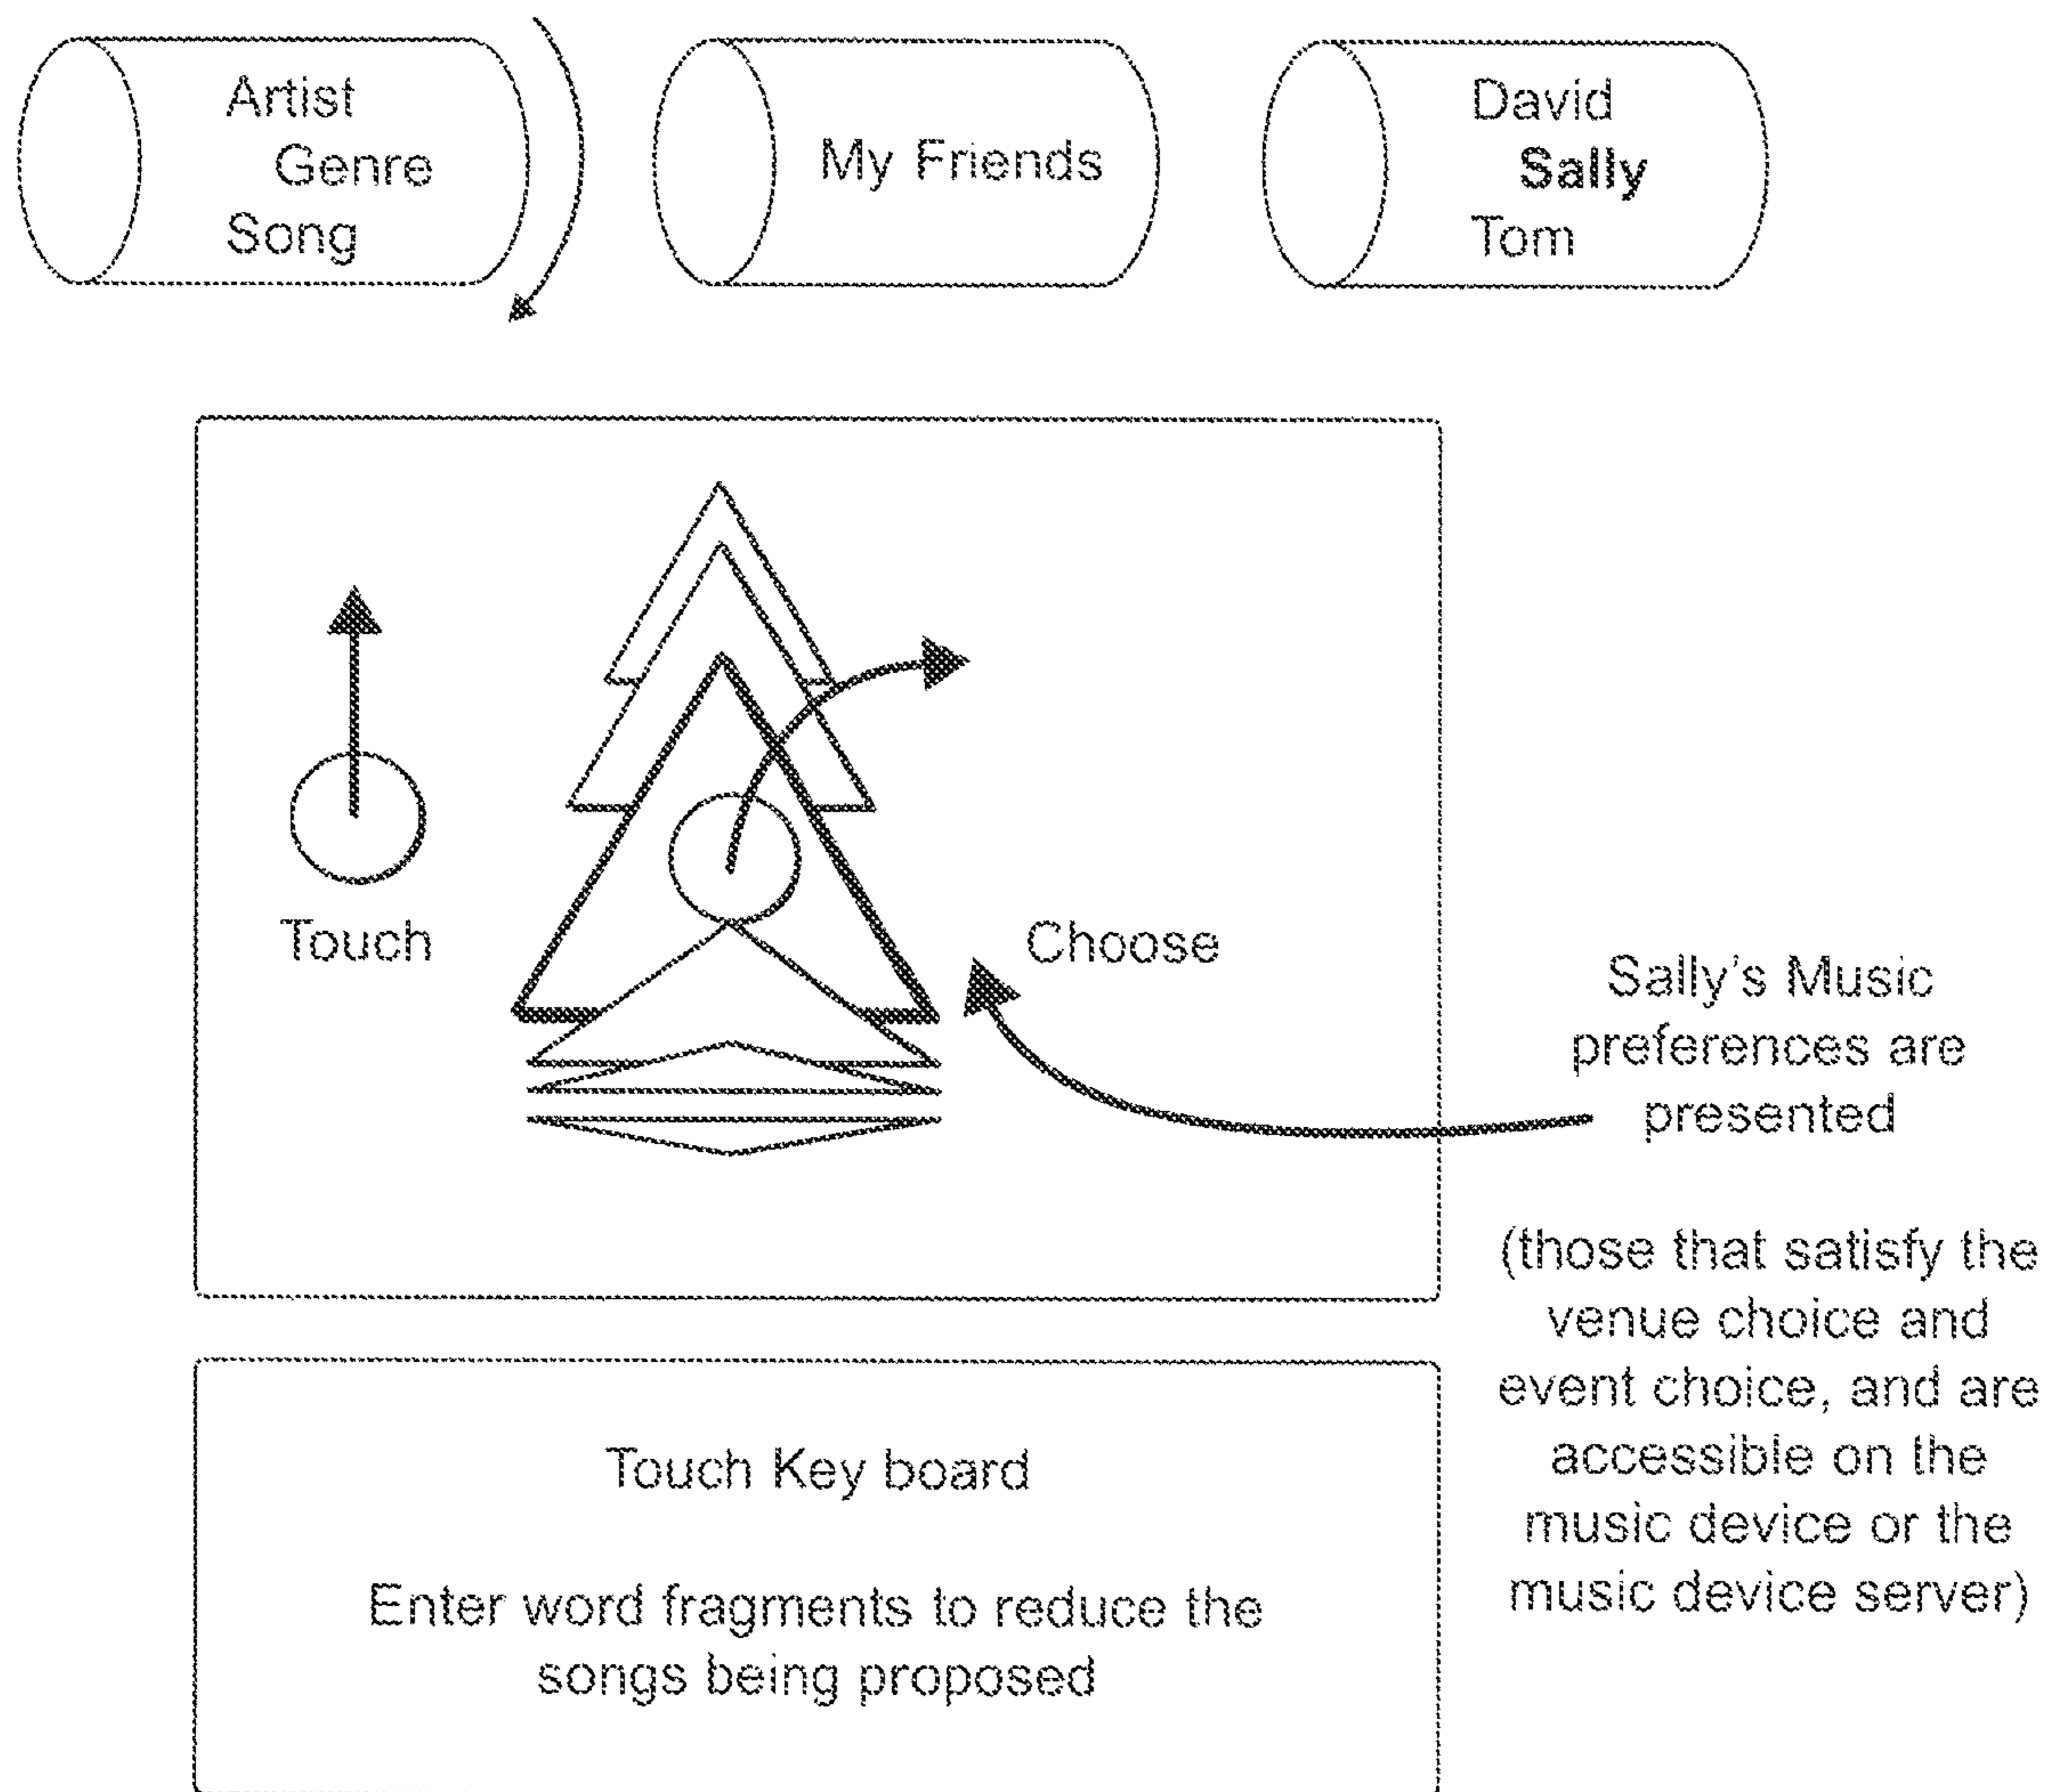 Artist
Genre
Song
My Friends
David
Sally
Tom
Touch
Choose
Sally's Music
preferences are
presented
(those that satisfy the
venue choice and
event choice, and are
accessible on the
music device or the
music device server)
Touch Key board
Enter word fragments to reduce the
songs being proposed